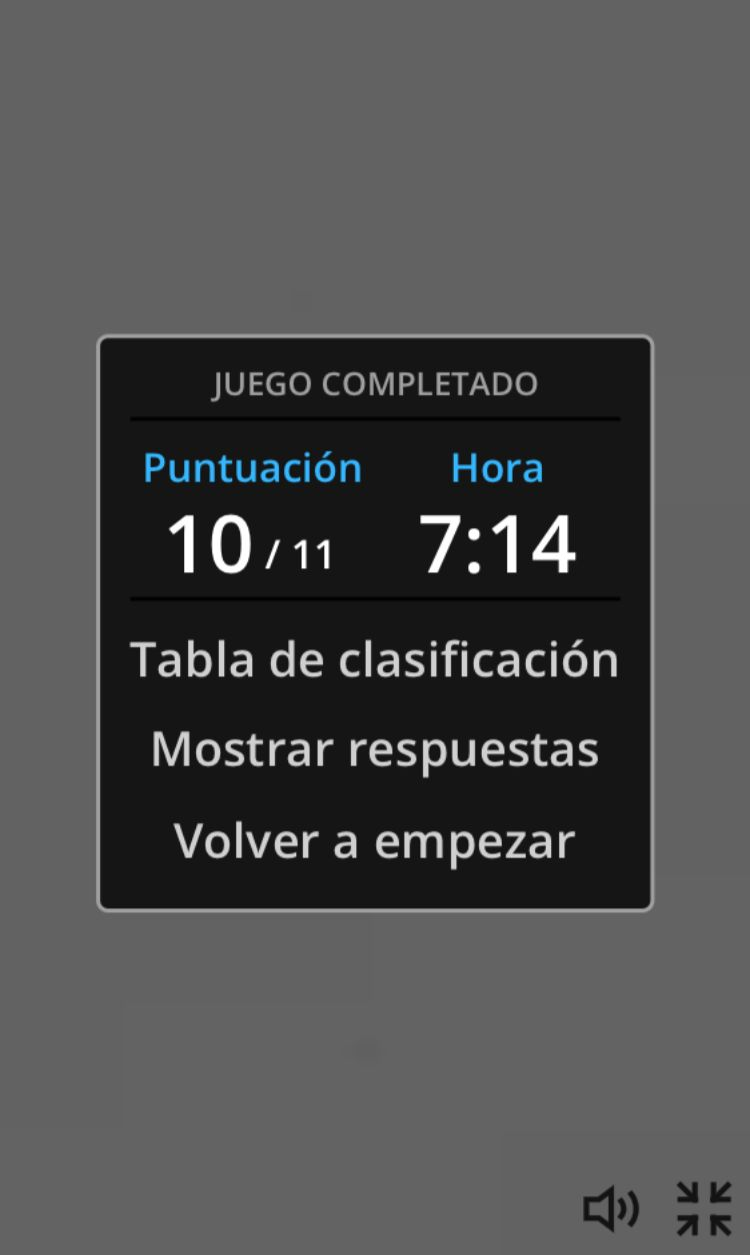 JUEGO COMPLETADO
Puntuación Hora
10 / 11 7:14
Tabla de clasificación
Mostrar respuestas
Volver a empezar